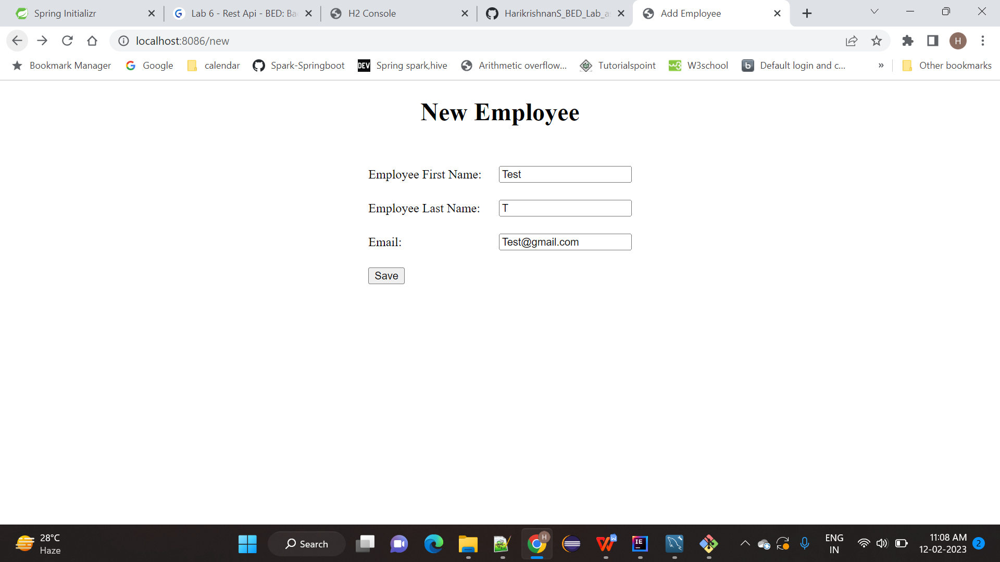 Spring Initializr
Lab 6 - Rest Api - BED: Ba
H2 Console
HarikrishnanS_BED_Lab_a
Add Employee
localhost:8086/new
H
Bookmark Manager
Google
calendar
Spark-Springboot
DEV Spring spark,hive
Arithmetic overflow...
Tutorialspoint
W3school
Default login and c...
»
Other bookmarks
New Employee
Employee First Name: Test
Employee Last Name: T
Email: Test@gmail.com
Save
28°C
Haze
Search
H
W
IE
ENG
IN
11:08 AM
12-02-2023
2